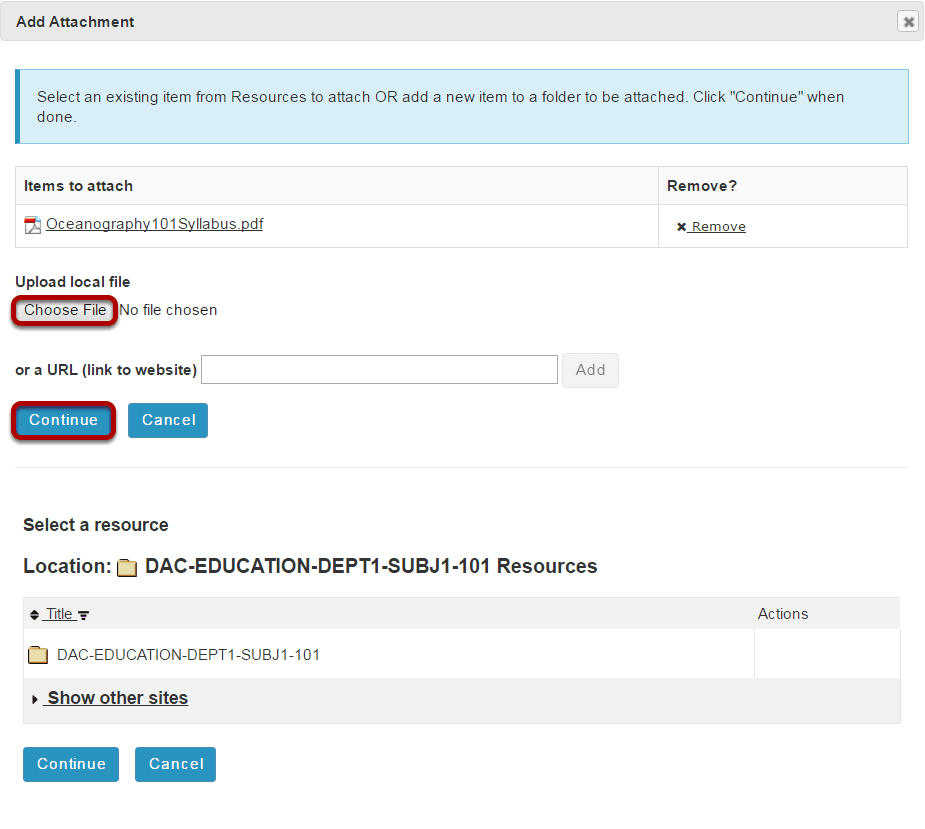 Add Attachment
Select an existing item from Resources to attach OR add a new item to a folder to be attached. Click "Continue" when
done.
Items to attach Remove?
Oceanography101Syllabus.pdf Remove
Upload local file
Choose File No file chosen
or a URL (link to website) Add
Continue Cancel
Select a resource
Location: DAC-EDUCATION-DEPT1-SUBJ1-101 Resources
Title Actions
DAC-EDUCATION-DEPT1-SUBJ1-101
Show other sites
Continue Cancel